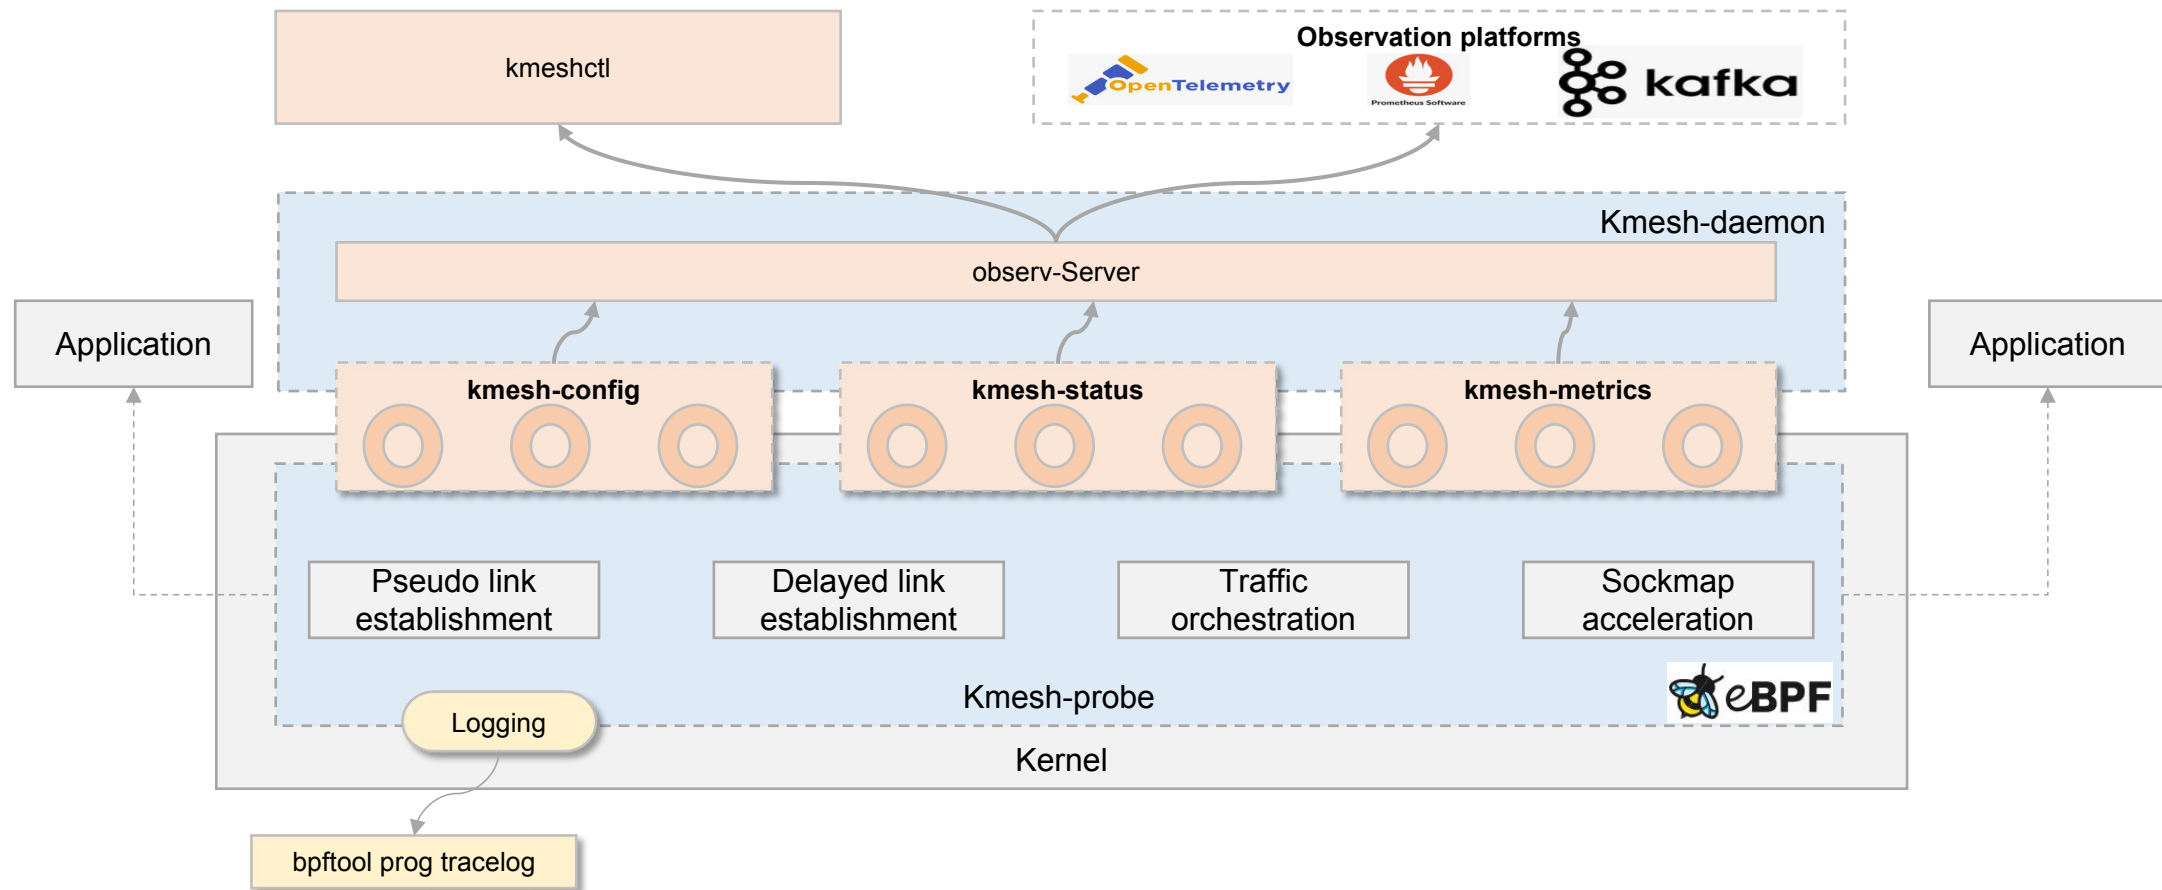 kmeshctl
Observation platforms
OpenTelemetry
Prometheus Software
kafka
Kmesh-daemon
observ-Server
Application
Application
kmesh-config
kmesh-status
kmesh-metrics
Pseudo link
establishment
Delayed link
establishment
Traffic
orchestration
Sockmap
acceleration
Kmesh-probe
eBPF
Logging
Kernel
bpftool prog tracelog